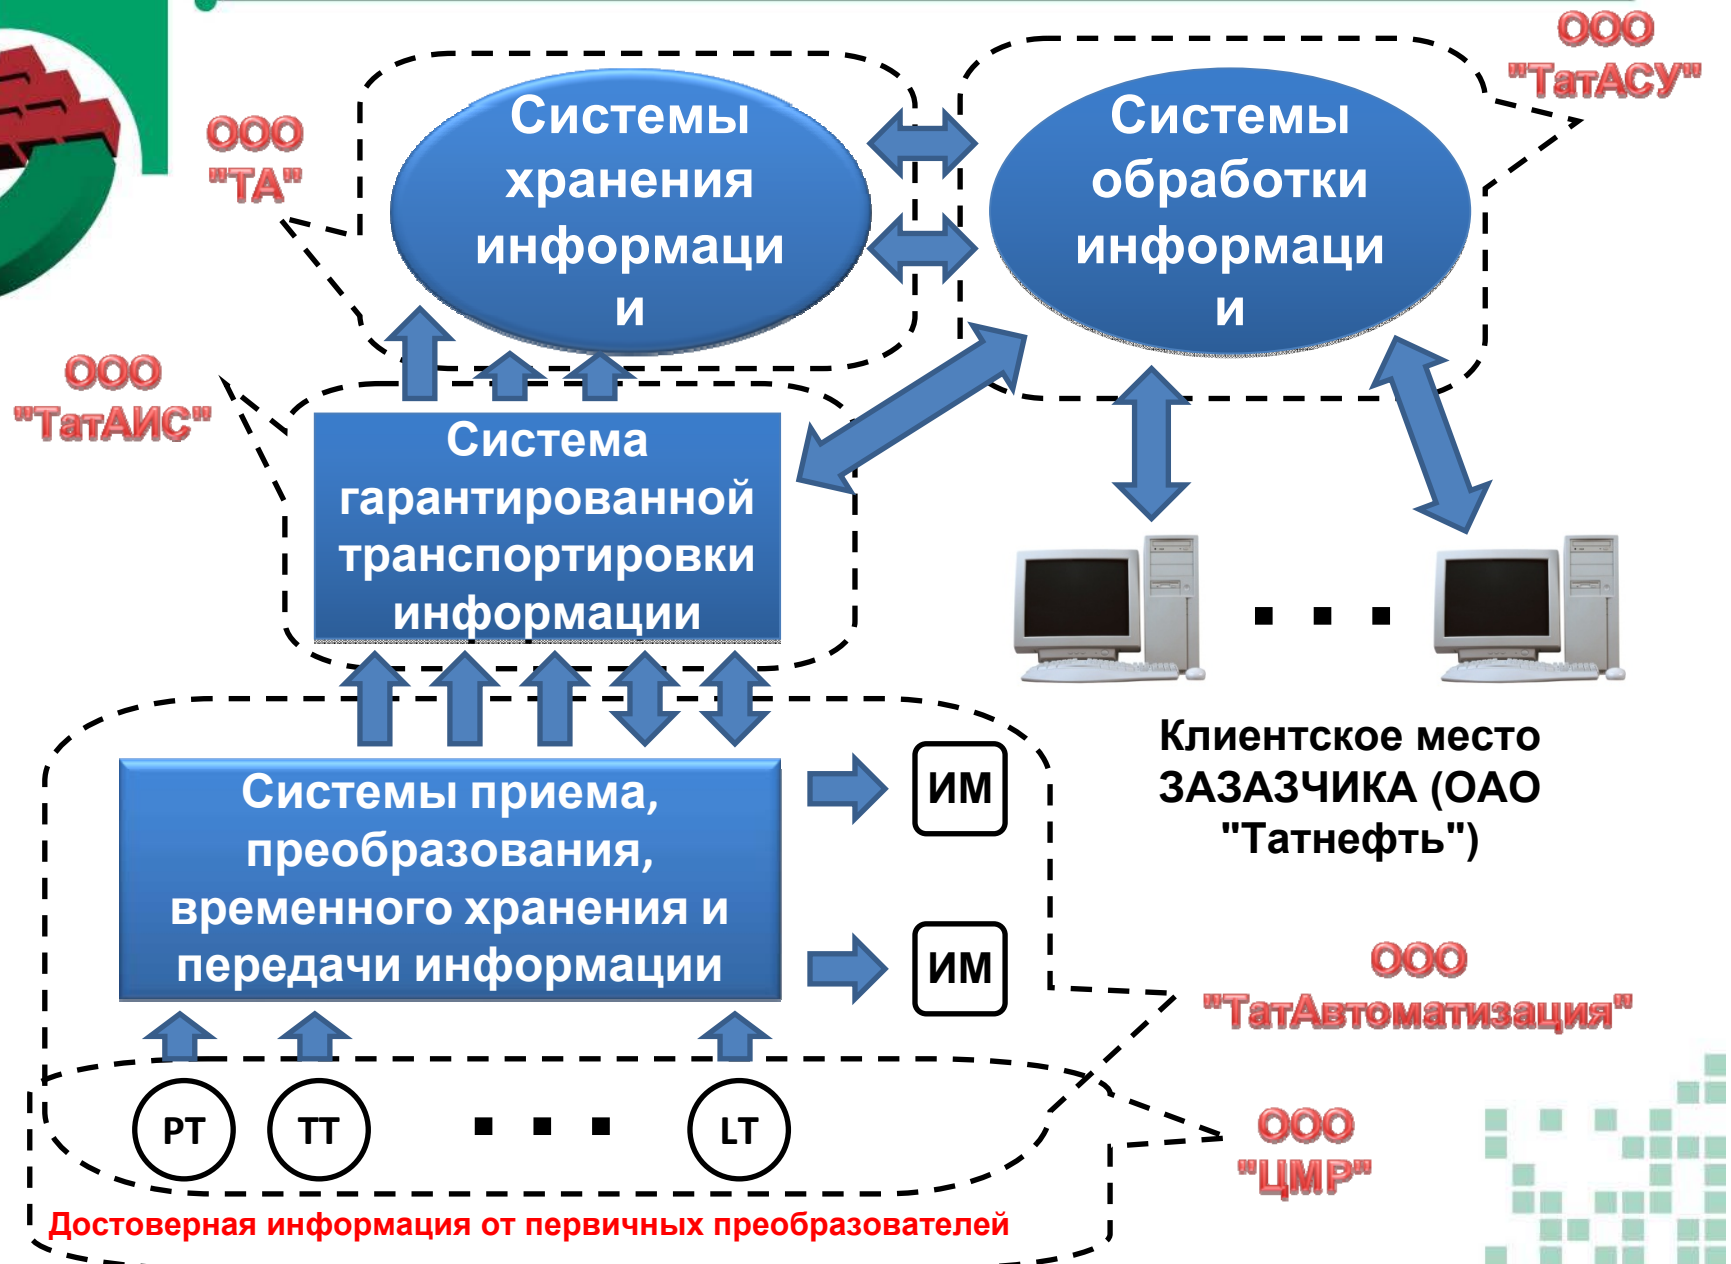 ООО
"ТатАСУ"
Системы
хранения
информаци
и
Системы
обработки
информаци
и
ООО
"ТА"
ООО
"ТатАИС"
Система
гарантированной
транспортировки
информации
Клиентское место
ЗАЗАЗЧИКА (ОАО
"Татнефть")
Системы приема,
преобразования,
временного хранения и
передачи информации
ИМ
ИМ
ООО
"ТатАвтоматизация"
PT
TT
LT
ООО
"ЦМР"
Достоверная информация от первичных преобразователей